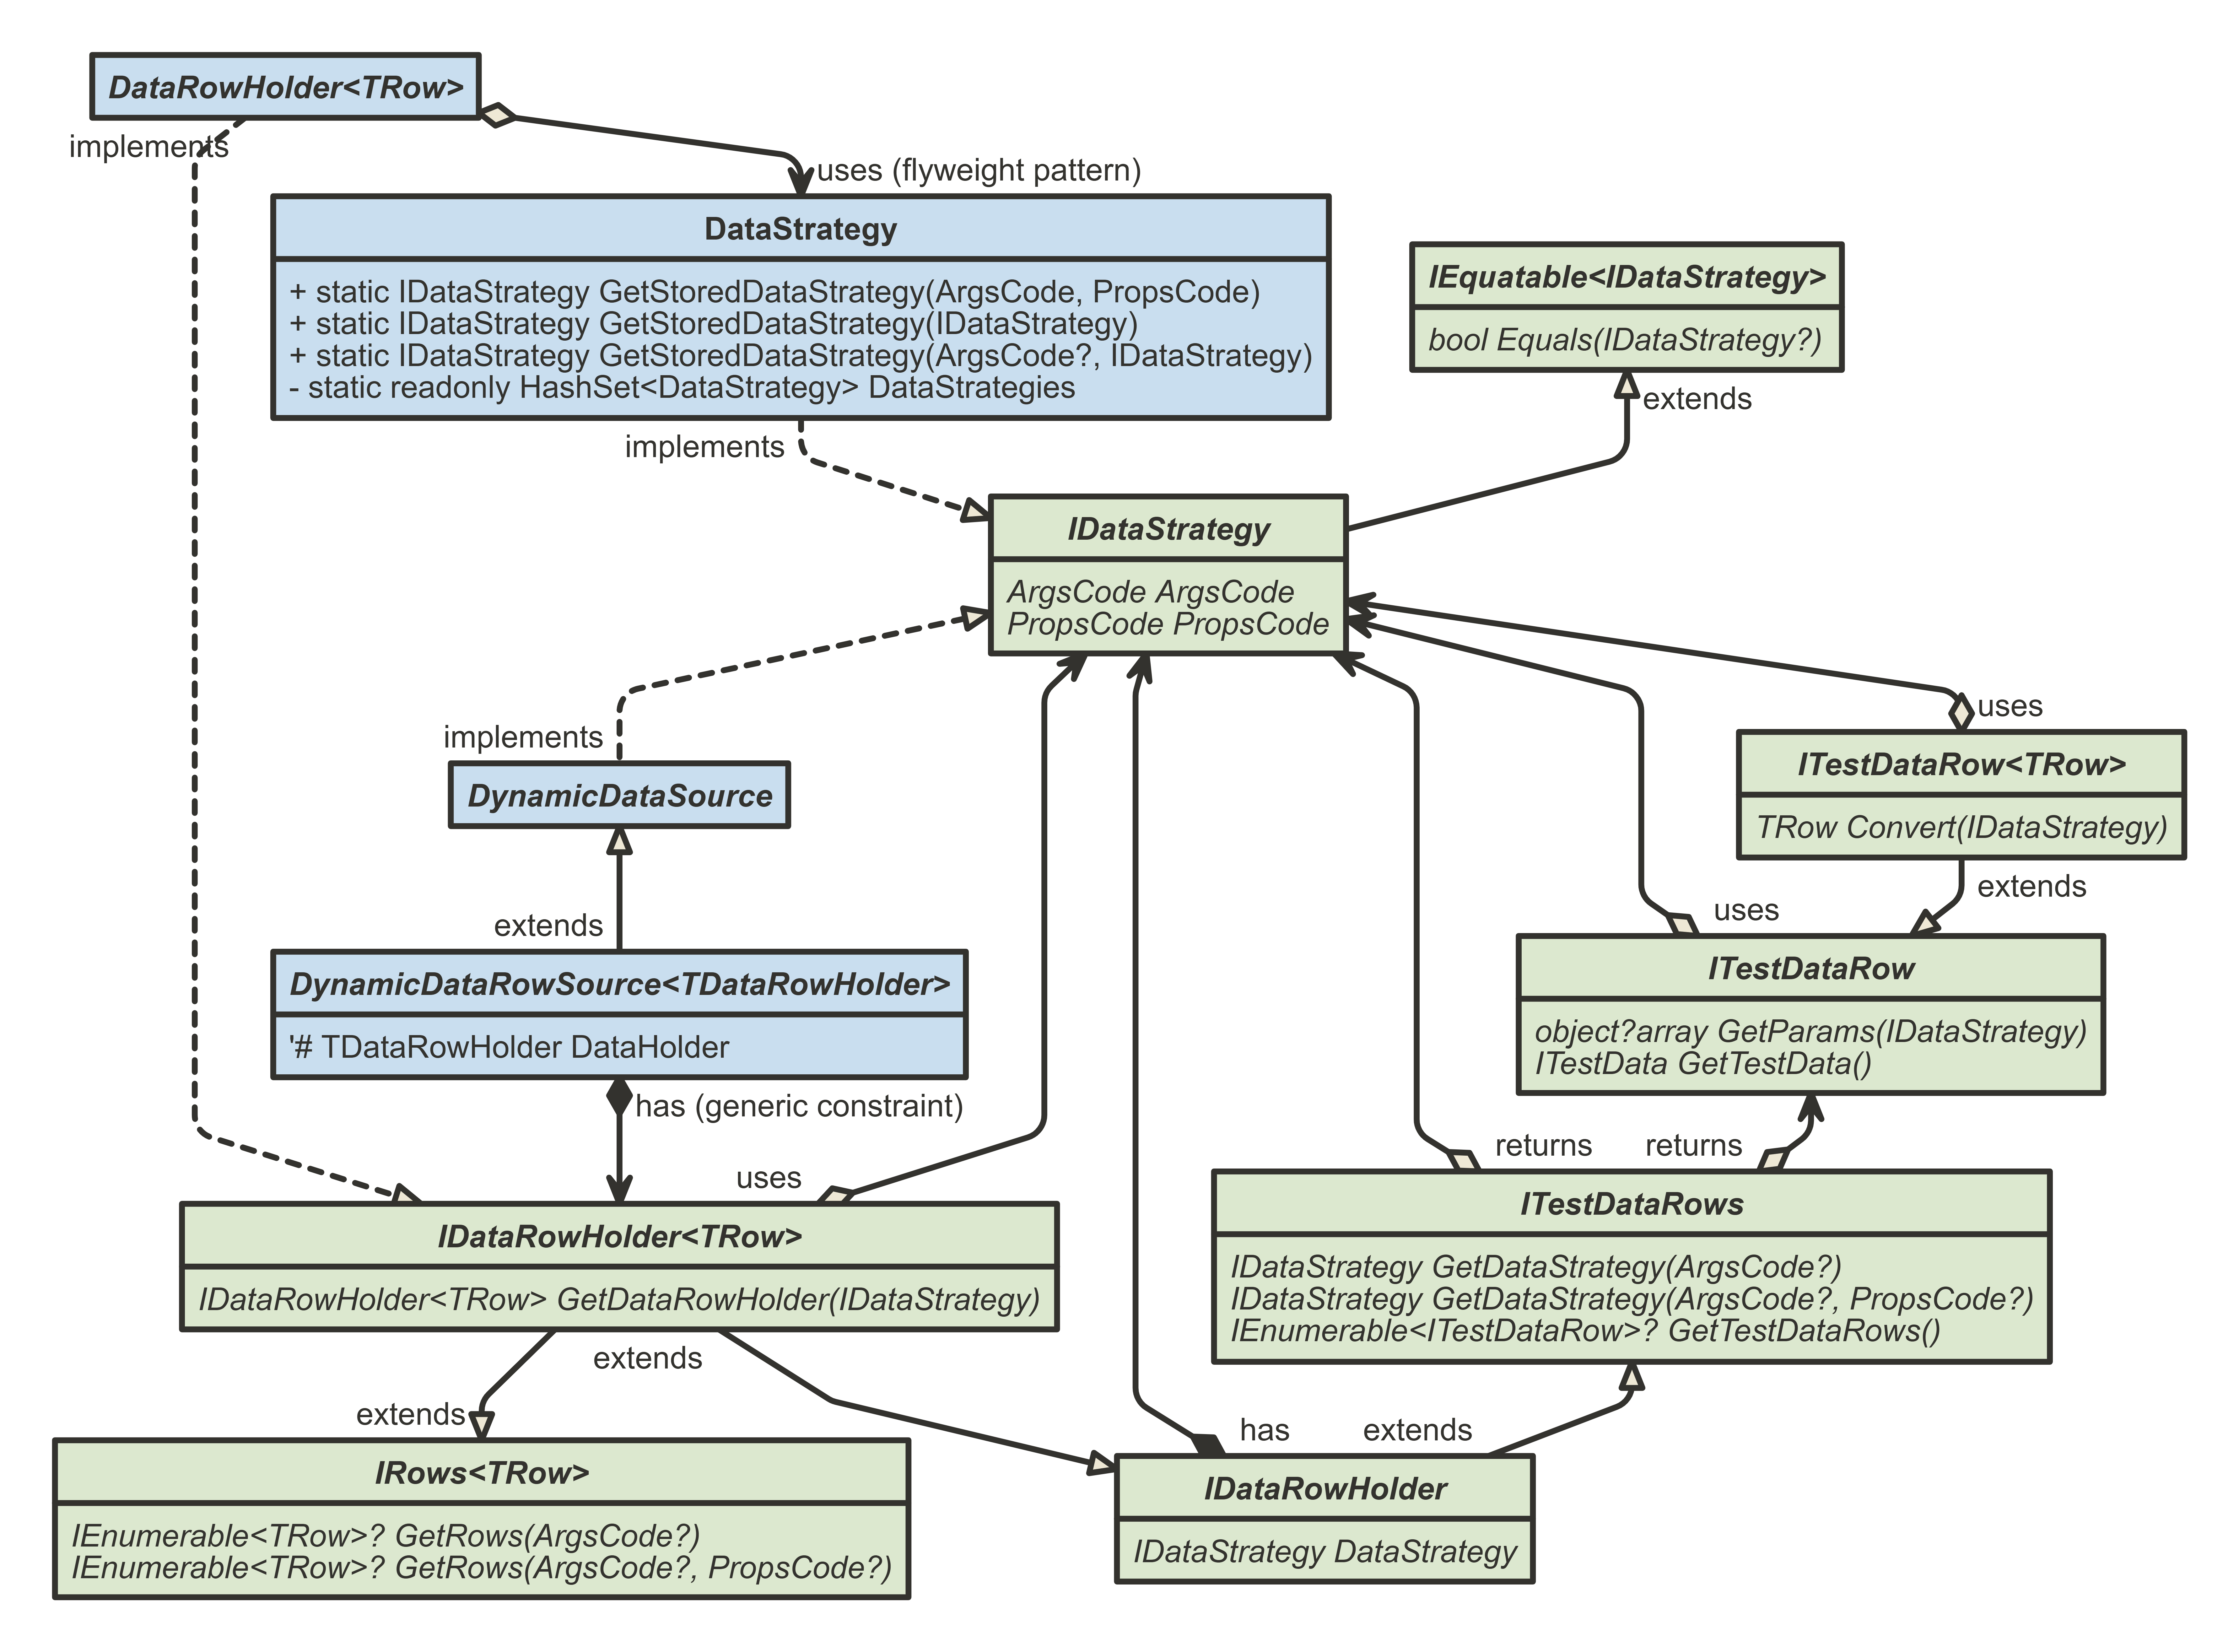 DataRowHolder<TRow>
implements
uses (flyweight pattern)
DataStrategy
+ static IDataStrategy GetStoredDataStrategy(ArgsCode, PropsCode)
+ static IDataStrategy GetStoredDataStrategy(IDataStrategy)
+ static IDataStrategy GetStoredDataStrategy(ArgsCode?, IDataStrategy)
- static readonly HashSet<DataStrategy> DataStrategies
implements
IEquatable<IDataStrategy>
bool Equals(IDataStrategy?)
extends
IDataStrategy
ArgsCode ArgsCode
PropsCode PropsCode
implements
DynamicDataSource
extends
uses
ITestDataRow<TRow>
TRow Convert(IDataStrategy)
extends
uses
DynamicDataRowSource<TDataRowHolder>
'# TDataRowHolder DataHolder
has (generic constraint)
ITestDataRow
object?array GetParams(IDataStrategy)
ITestData GetTestData()
uses
returns
returns
IDataRowHolder<TRow>
IDataRowHolder<TRow> GetDataRowHolder(IDataStrategy)
ITestDataRows
IDataStrategy GetDataStrategy(ArgsCode?)
IDataStrategy GetDataStrategy(ArgsCode?, PropsCode?)
IEnumerable<ITestDataRow>? GetTestDataRows()
extends
extends
has
extends
IRows<TRow>
IEnumerable<TRow>? GetRows(ArgsCode?)
IEnumerable<TRow>? GetRows(ArgsCode?, PropsCode?)
IDataRowHolder
IDataStrategy DataStrategy